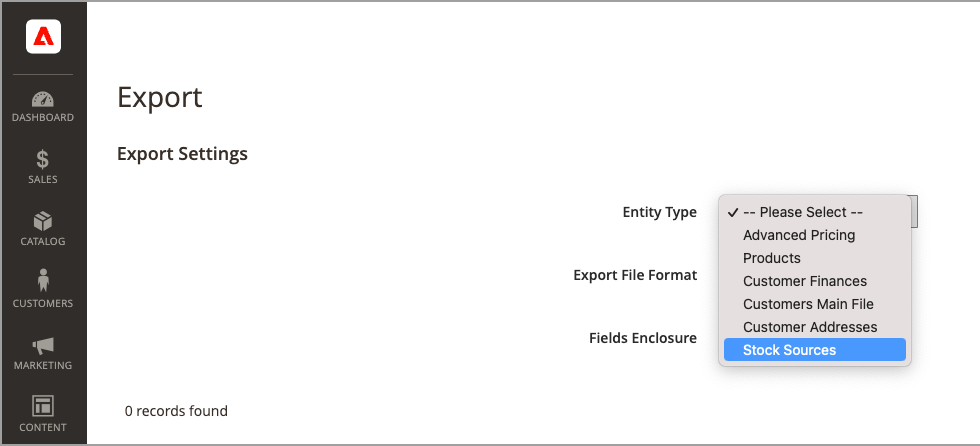 DASHBOARD
SALES
CATALOG
CUSTOMERS
MARKETING
CONTENT
Export
Export Settings
Entity Type
-- Please Select --
Advanced Pricing
Products
Export File Format
Customer Finances
Customers Main File
Customer Addresses
Fields Enclosure
Stock Sources
0 records found